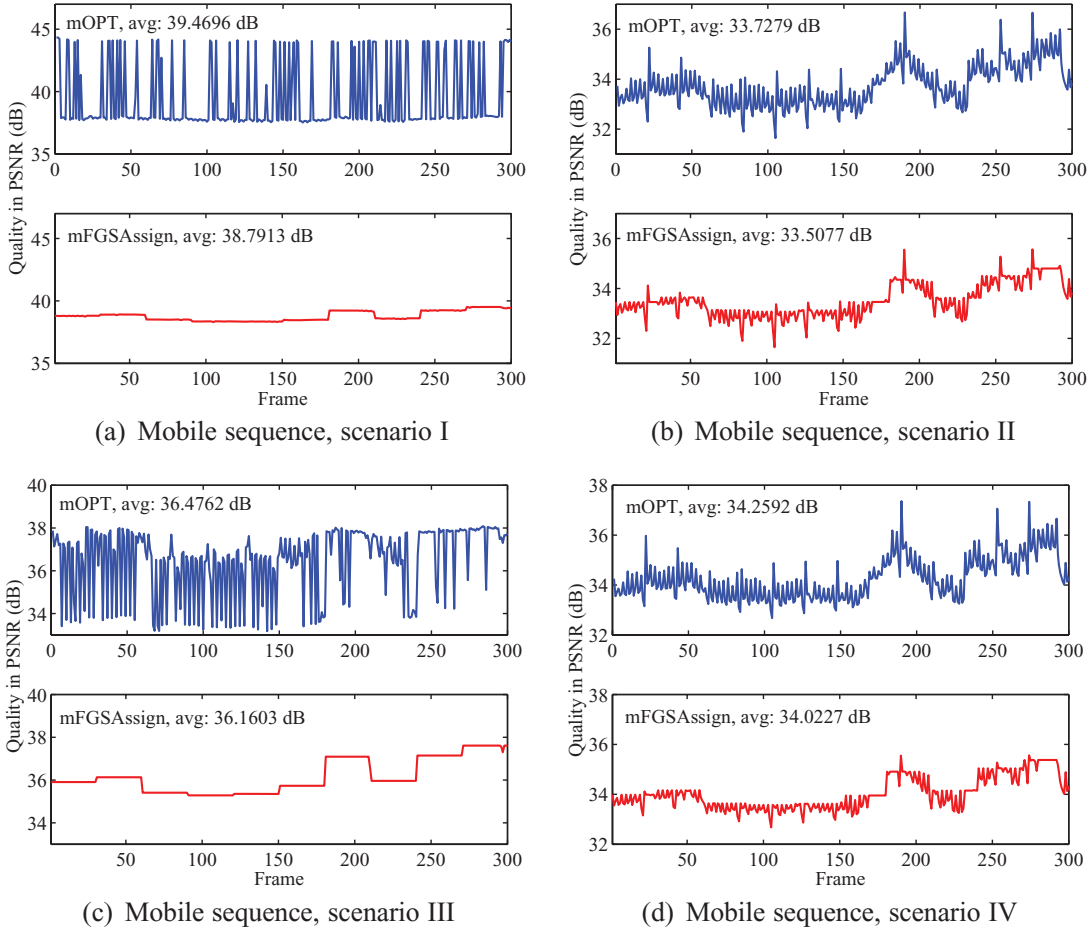 45
mOPT, avg: 39.4696 dB
40
35
0 50 100 150 200 250 300
Quality in PSNR (dB)
45
mFGSAssign, avg: 38.7913 dB
40
35
50 100 150 200 250 300
Frame
(a) Mobile sequence, scenario I
36
mOPT, avg: 33.7279 dB
34
32
0 50 100 150 200 250 300
Quality in PSNR (dB)
36
mFGSAssign, avg: 33.5077 dB
34
32
50 100 150 200 250 300
Frame
(b) Mobile sequence, scenario II
40
mOPT, avg: 36.4762 dB
38
36
34
0 50 100 150 200 250 300
Quality in PSNR (dB)
40
mFGSAssign, avg: 36.1603 dB
37
35
33
50 100 150 200 250 300
Frame
(c) Mobile sequence, scenario III
38
mOPT, avg: 34.2592 dB
36
34
32
0 50 100 150 200 250 300
Quality in PSNR (dB)
38
mFGSAssign, avg: 34.0227 dB
35
33
32
50 100 150 200 250 300
Frame
(d) Mobile sequence, scenario IV